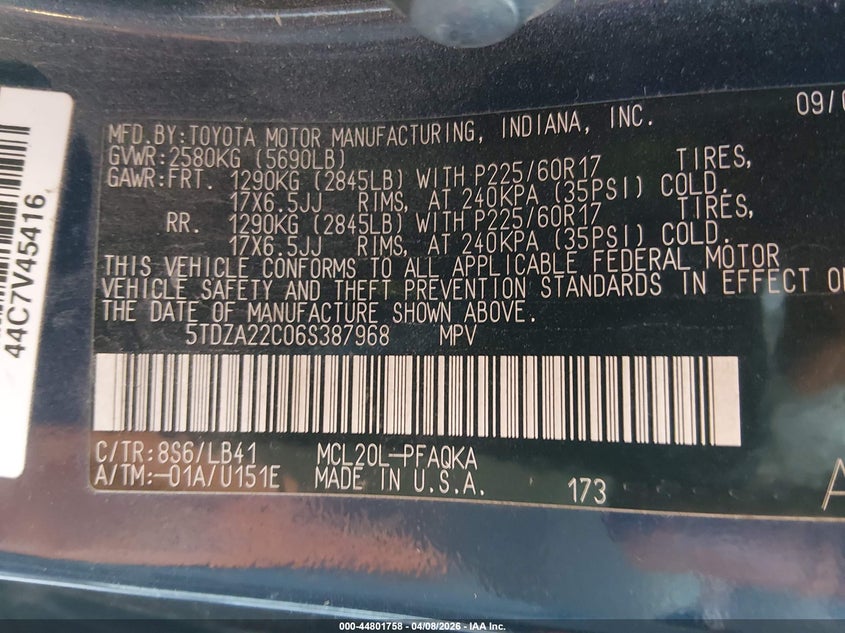 MFD.BY:TOYOTA MOTOR MANUFACTURING, INDIANA, INC. 09/0
GVWR:2580KG (5690LB)
GAWR:FRT. 1290KG (2845LB) WITH P225/60R17 TIRES,
17X6.5JJ RIMS, AT 240KPA (35PSI) COLD.
RR. 1290KG (2845LB) WITH P225/60R17 TIRES,
17X6.5JJ RIMS, AT 240KPA (35PSI) COLD.
THIS VEHICLE CONFORMS TO ALL APPLICABLE FEDERAL MOTOR
VEHICLE SAFETY AND THEFT PREVENTION STANDARDS IN EFFECT ON
THE DATE OF MANUFACTURE SHOWN ABOVE.
5TDZA22C06S387968 MPV
C/TR:8S6/LB41 MCL20L-PFAQKA
A/TM:-01A/U151E MADE IN U.S.A. 173 A
44C7V45416
000-44801758 - 04/08/2026 - IAA Inc.